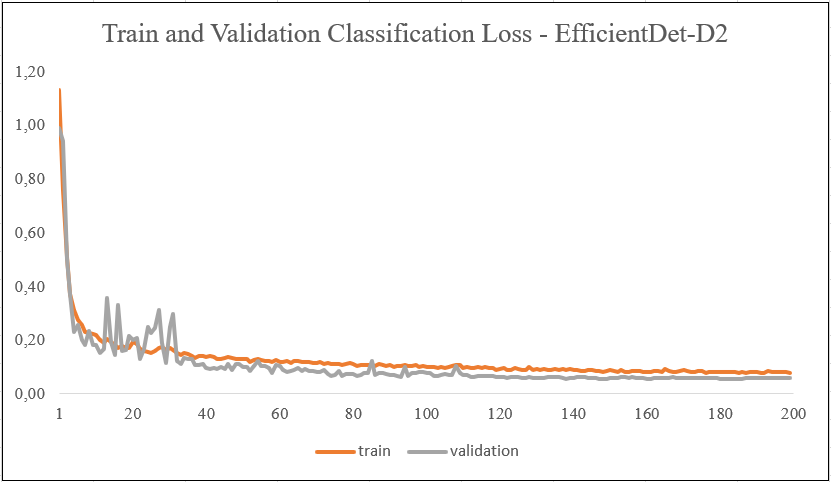 Train and Validation Classification Loss - EfficientDet-D2
1,20
1,00
0,80
0,60
0,40
0,20
0,00
1 20 40 60 80 100 120 140 160 180 200
train validation